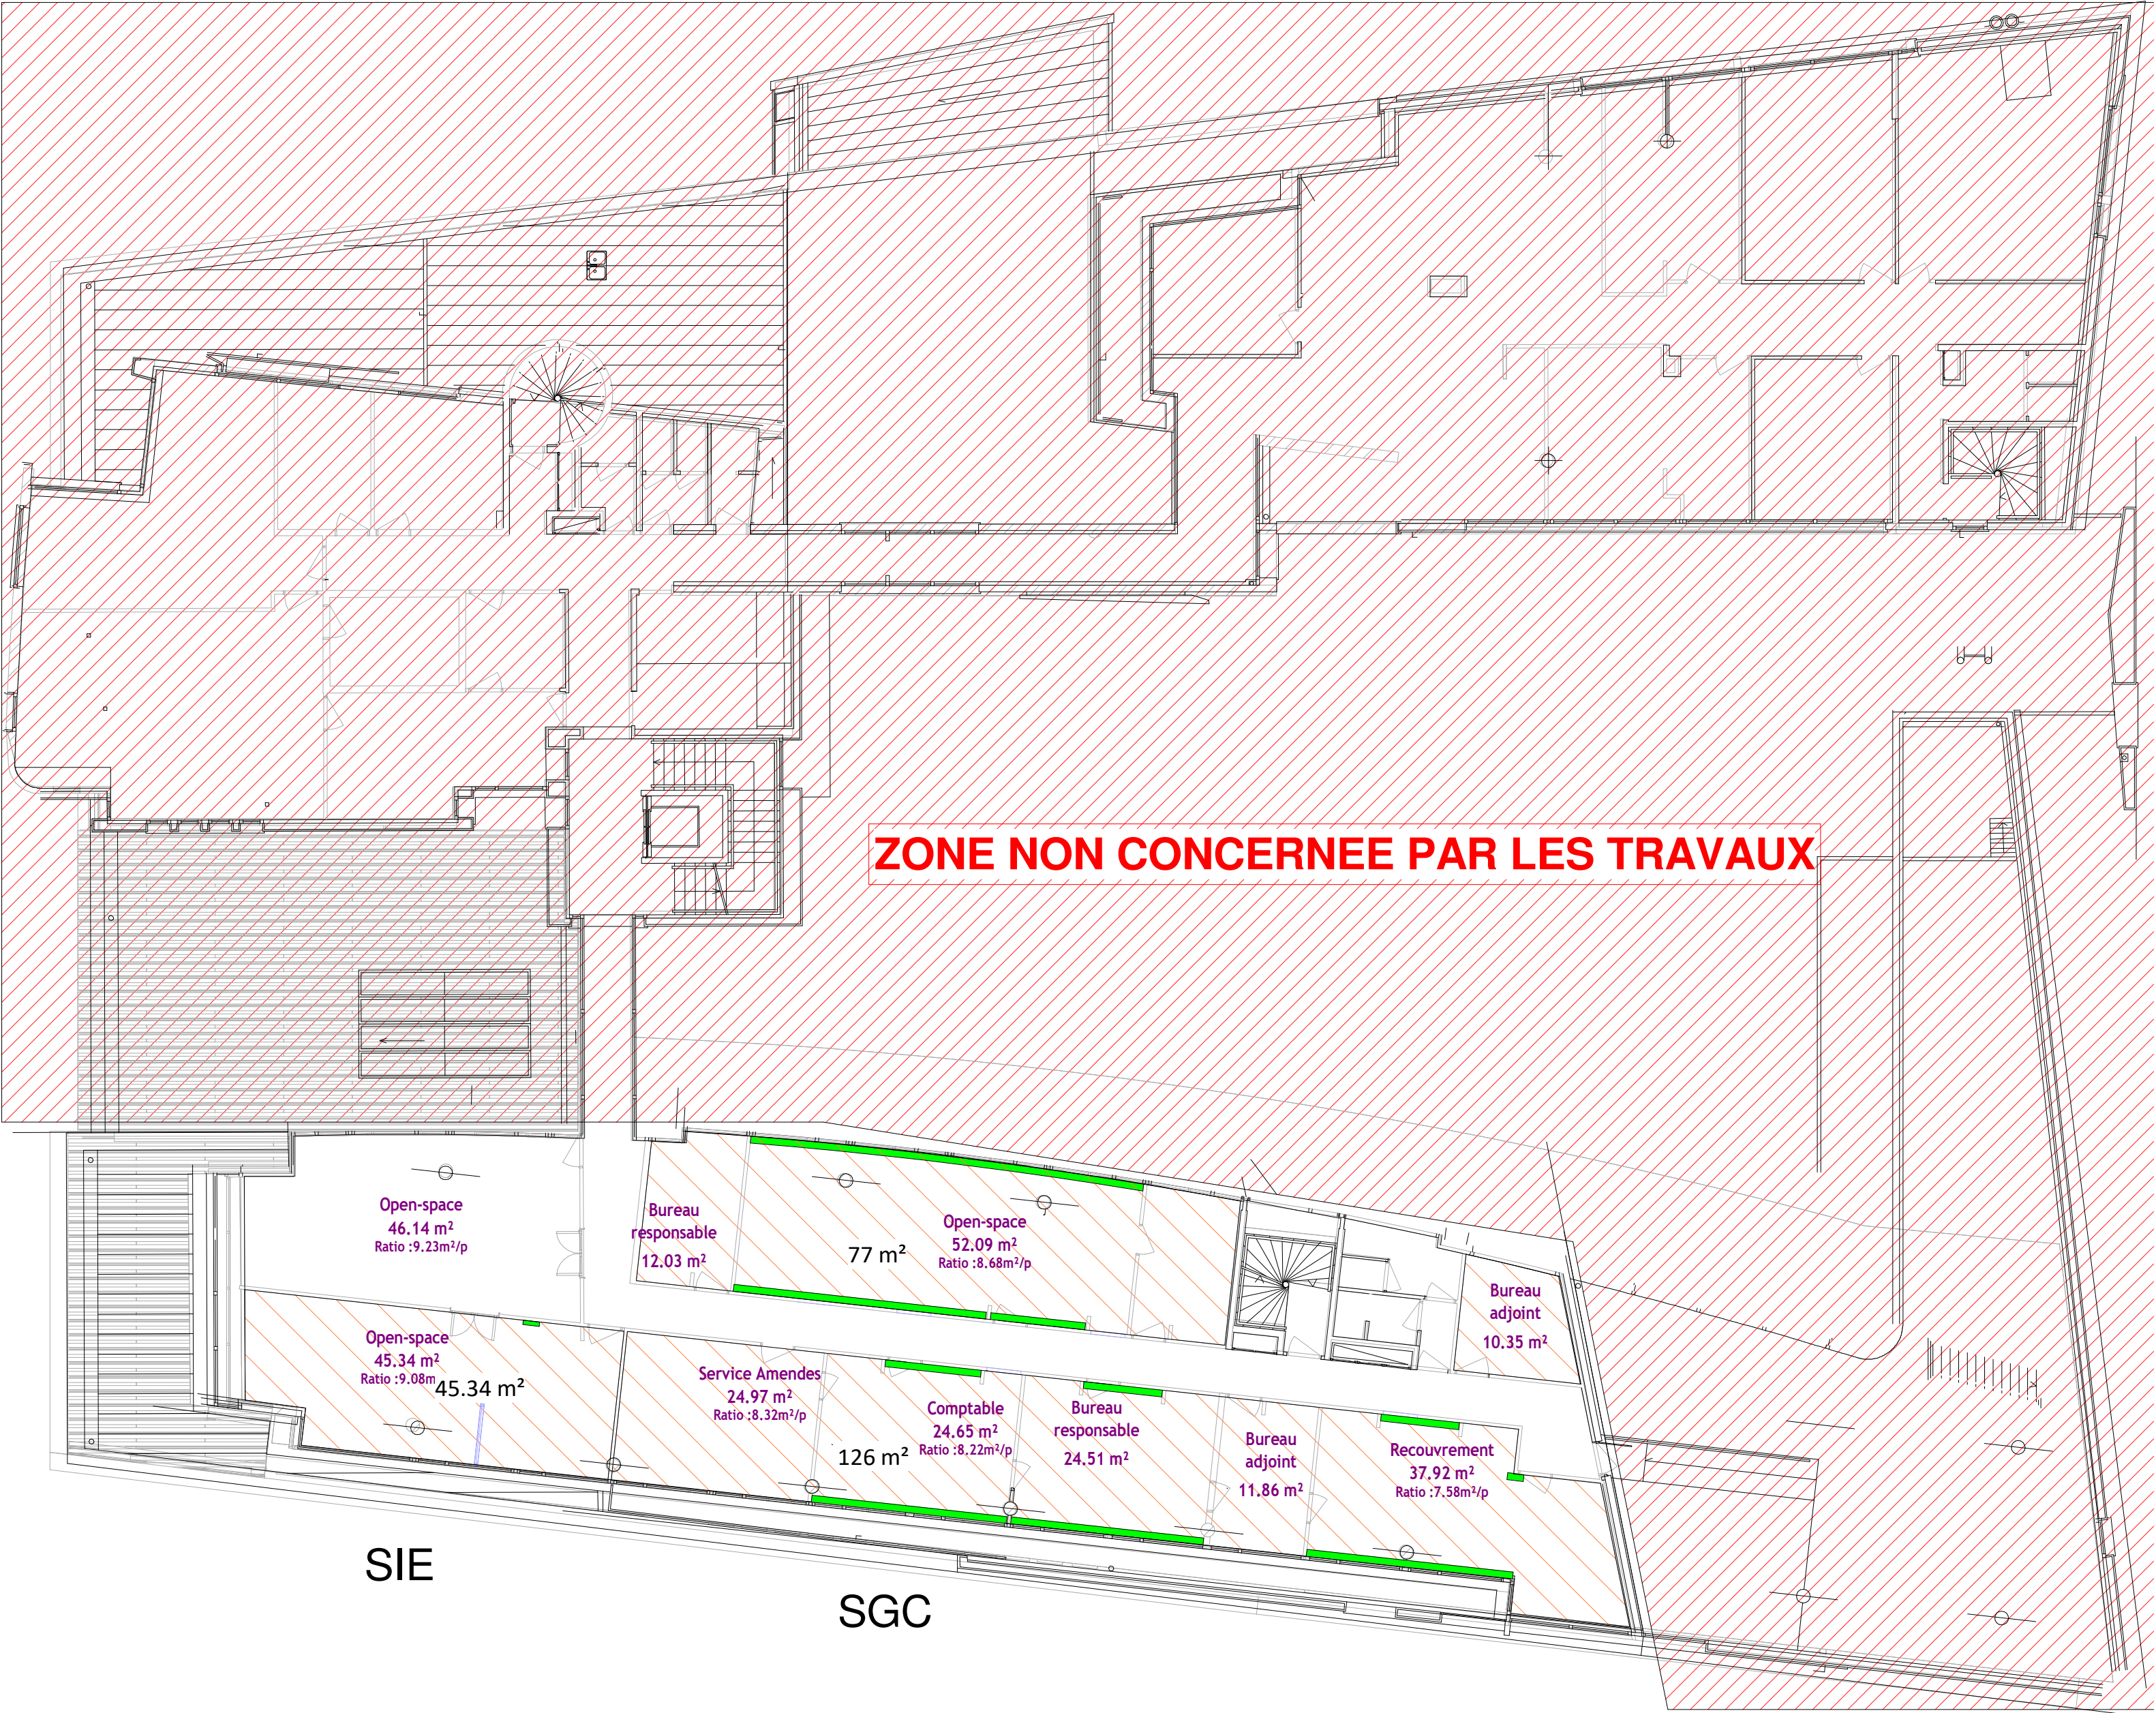 ZONE NON CONCERNEE PAR LES TRAVAUX
Open-space
46.14 m²
Ratio :9.23m²/p
Bureau
responsable
12.03 m²
77 m²
Open-space
52.09 m²
Ratio :8.68m²/p
Bureau
adjoint
10.35 m²
Open-space
45.34 m²
Ratio :9.08m
45.34 m²
Service Amendes
24.97 m²
Ratio :8.32m²/p
126 m²
Comptable
24.65 m²
Ratio :8.22m²/p
Bureau
responsable
24.51 m²
Bureau
adjoint
11.86 m²
Recouvrement
37.92 m²
Ratio :7.58m²/p
SIE
SGC